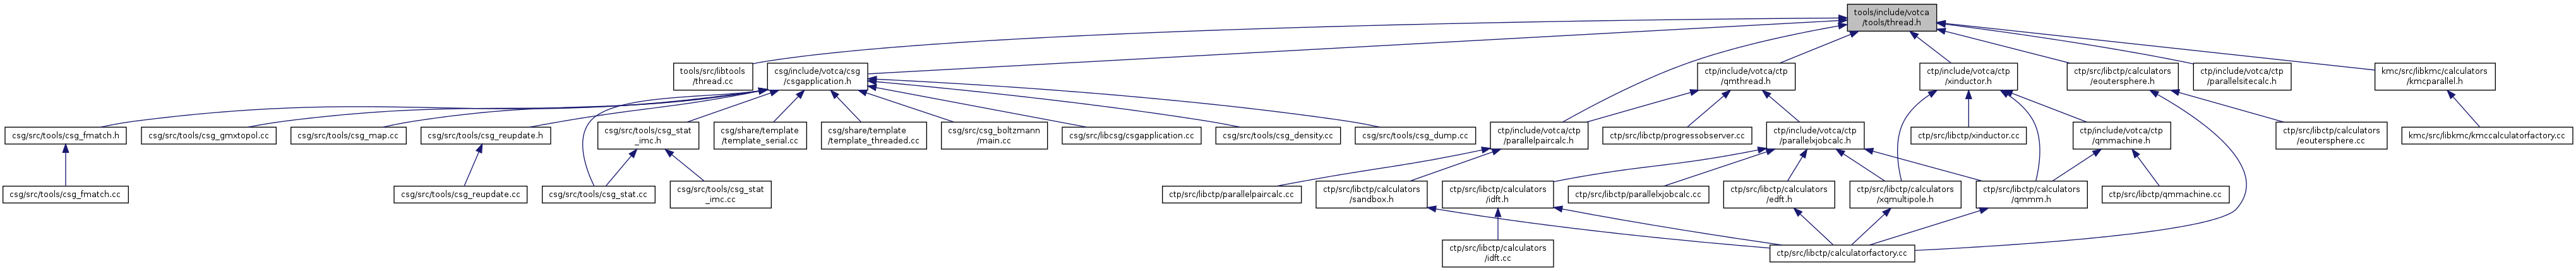 tools/include/votca
/tools/thread.h
tools/src/libtools
/thread.cc
csg/include/votca/csg
/csgapplication.h
ctp/include/votca/ctp
/qmthread.h
ctp/include/votca/ctp
/xinductor.h
ctp/src/libctp/calculators
/eoutersphere.h
ctp/include/votca/ctp
/parallelsitecalc.h
kmc/src/libkmc/calculators
/kmcparallel.h
csg/src/tools/csg_fmatch.h
csg/src/tools/csg_gmxtopol.cc
csg/src/tools/csg_map.cc
csg/src/tools/csg_reupdate.h
csg/src/tools/csg_stat
_imc.h
csg/share/template
/template_serial.cc
csg/share/template
/template_threaded.cc
csg/src/csg_boltzmann
/main.cc
csg/src/libcsg/csgapplication.cc
csg/src/tools/csg_density.cc
csg/src/tools/csg_dump.cc
ctp/include/votca/ctp
/parallelpaircalc.h
ctp/src/libctp/progressobserver.cc
ctp/include/votca/ctp
/parallelxjobcalc.h
ctp/src/libctp/xinductor.cc
ctp/include/votca/ctp
/qmmachine.h
ctp/src/libctp/calculators
/eoutersphere.cc
kmc/src/libkmc/kmccalculatorfactory.cc
csg/src/tools/csg_fmatch.cc
csg/src/tools/csg_reupdate.cc
csg/src/tools/csg_stat.cc
csg/src/tools/csg_stat
_imc.cc
ctp/src/libctp/parallelpaircalc.cc
ctp/src/libctp/calculators
/sandbox.h
ctp/src/libctp/calculators
/idft.h
ctp/src/libctp/parallelxjobcalc.cc
ctp/src/libctp/calculators
/edft.h
ctp/src/libctp/calculators
/xqmultipole.h
ctp/src/libctp/calculators
/qmmm.h
ctp/src/libctp/qmmachine.cc
ctp/src/libctp/calculators
/idft.cc
ctp/src/libctp/calculatorfactory.cc